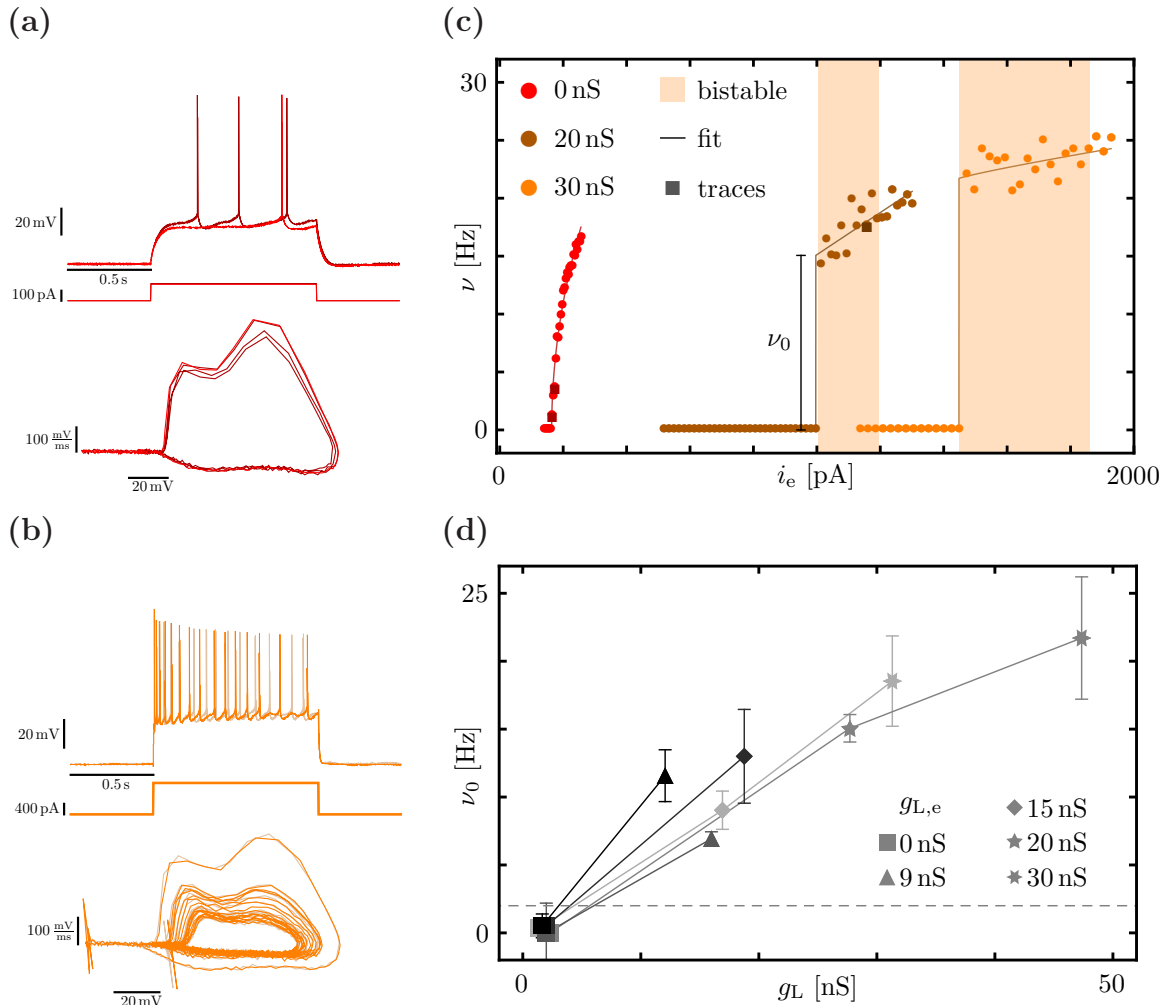 (a)
20 mV
0.5 s
100 pA
100 mV/ms
20 mV
(b)
20 mV
0.5 s
400 pA
100 mV/ms
20 mV
(c)
30
0 nS
bistable
20 nS
fit
30 nS
traces
ν [Hz]
ν₀
0
0
iₑ [pA]
2000
(d)
25
ν₀ [Hz]
g_L,e
15 nS
0 nS
20 nS
9 nS
30 nS
0
0
g_L [nS]
50